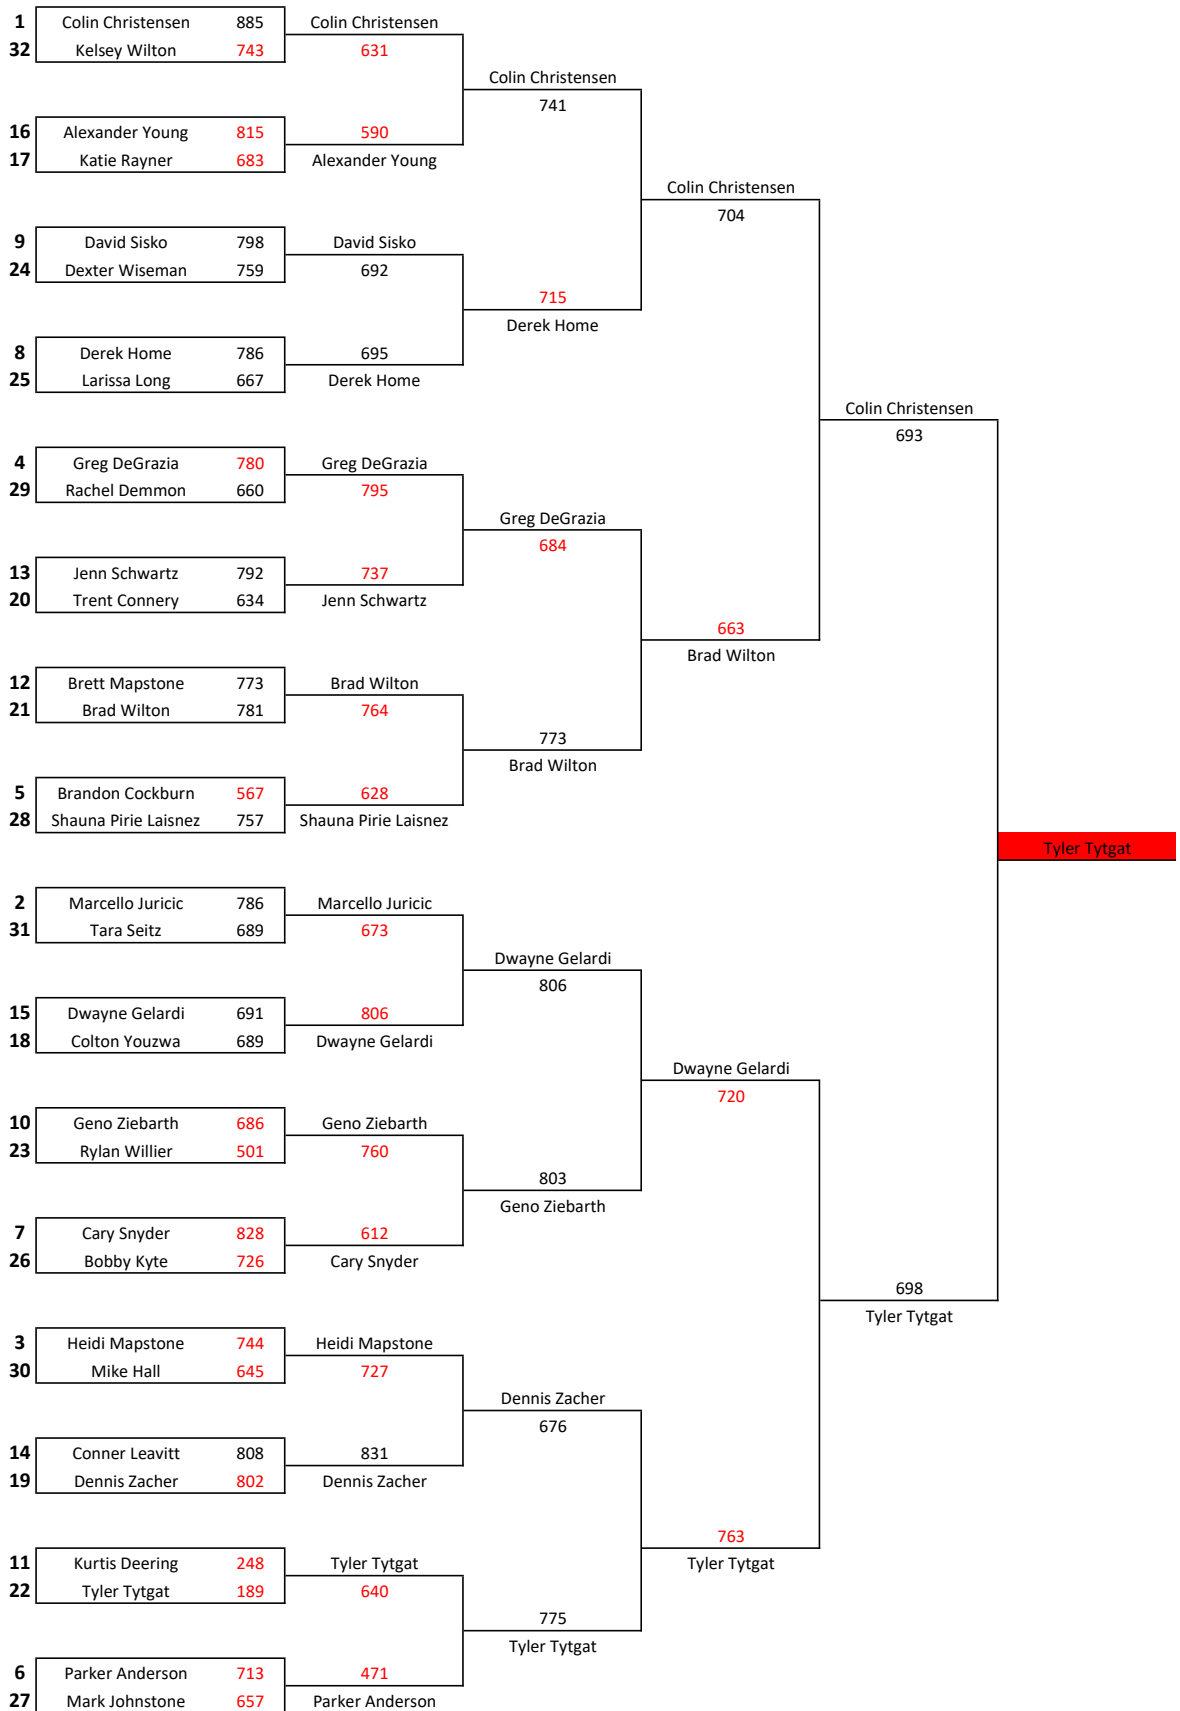 1 Colin Christensen 885 Colin Christensen
32 Kelsey Wilton 743 631
Colin Christensen
741
16 Alexander Young 815 590
17 Katie Rayner 683 Alexander Young
Colin Christensen
704
9 David Sisko 798 David Sisko
24 Dexter Wiseman 759 692
715
Derek Home
8 Derek Home 786 695
25 Larissa Long 667 Derek Home
Colin Christensen
693
4 Greg DeGrazia 780 Greg DeGrazia
29 Rachel Demmon 660 795
Greg DeGrazia
684
13 Jenn Schwartz 792 737
20 Trent Connery 634 Jenn Schwartz
663
Brad Wilton
12 Brett Mapstone 773 Brad Wilton
21 Brad Wilton 781 764
773
Brad Wilton
5 Brandon Cockburn 567 628
28 Shauna Pirie Laisnez 757 Shauna Pirie Laisnez
Tyler Tytgat
2 Marcello Juricic 786 Marcello Juricic
31 Tara Seitz 689 673
Dwayne Gelardi
806
15 Dwayne Gelardi 691 806
18 Colton Youzwa 689 Dwayne Gelardi
Dwayne Gelardi
720
10 Geno Ziebarth 686 Geno Ziebarth
23 Rylan Willier 501 760
803
Geno Ziebarth
7 Cary Snyder 828 612
26 Bobby Kyte 726 Cary Snyder
698
Tyler Tytgat
3 Heidi Mapstone 744 Heidi Mapstone
30 Mike Hall 645 727
Dennis Zacher
676
14 Conner Leavitt 808 831
19 Dennis Zacher 802 Dennis Zacher
763
Tyler Tytgat
11 Kurtis Deering 248 Tyler Tytgat
22 Tyler Tytgat 189 640
775
Tyler Tytgat
6 Parker Anderson 713 471
27 Mark Johnstone 657 Parker Anderson